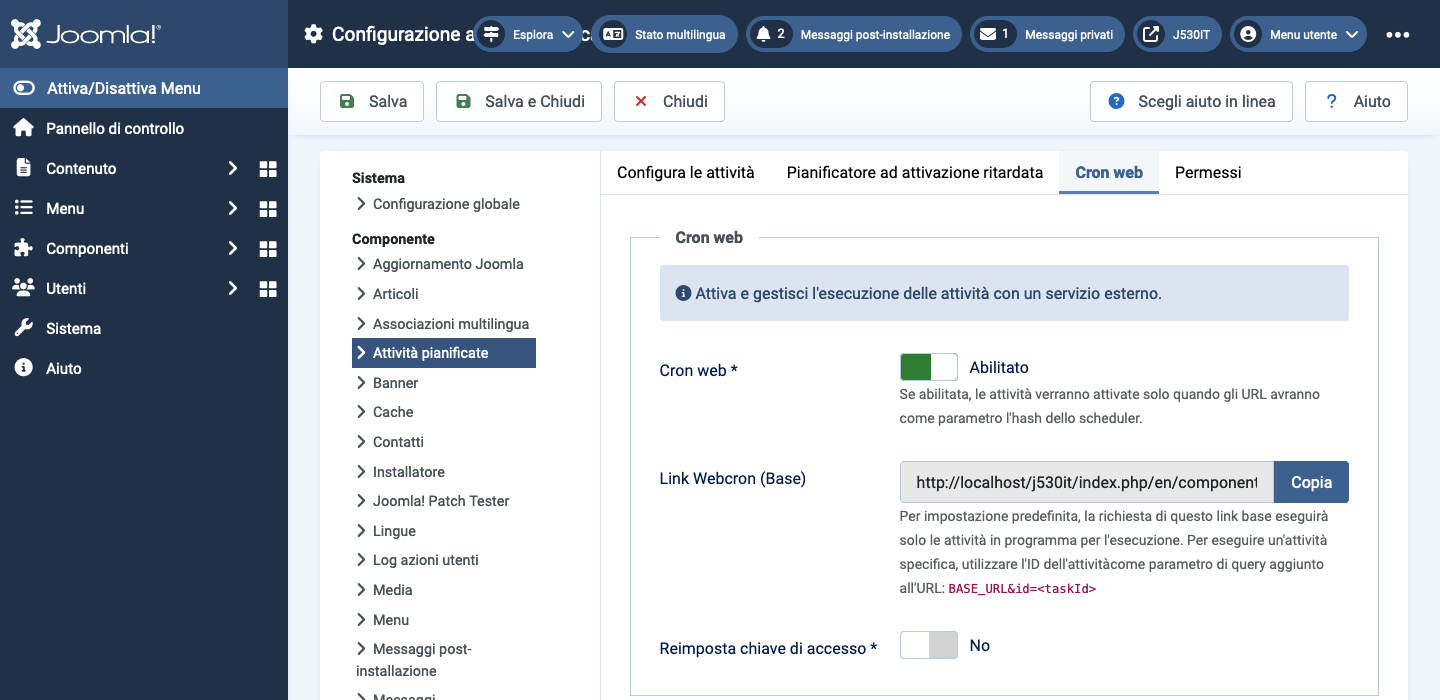 Joomla!
Configurazione a
Esplora
Stato multilingua
2 Messaggi post-installazione
1 Messaggi privati
J530IT
Menu utente
Attiva/Disattiva Menu
Pannello di controllo
Contenuto
Menu
Componenti
Utenti
Sistema
Aiuto
Salva
Salva e Chiudi
Chiudi
Scegli aiuto in linea
Aiuto
Sistema
Configurazione globale
Componente
Aggiornamento Joomla
Articoli
Associazioni multilingua
Attività pianificate
Banner
Cache
Contatti
Installatore
Joomla! Patch Tester
Lingue
Log azioni utenti
Media
Menu
Messaggi post-
installazione
Messaggi
Configura le attività
Pianificatore ad attivazione ritardata
Cron web
Permessi
Cron web
Attiva e gestisci l'esecuzione delle attività con un servizio esterno.
Cron web *
Abilitato
Se abilitata, le attività verranno attivate solo quando gli URL avranno
come parametro l'hash dello scheduler.
Link Webcron (Base)
http://localhost/j530it/index.php/en/component
Copia
Per impostazione predefinita, la richiesta di questo link base eseguirà
solo le attività in programma per l'esecuzione. Per eseguire un'attività
specifica, utilizzare l'ID dell'attivitàcome parametro di query aggiunto
all'URL: BASE_URL&id=<taskId>
Reimposta chiave di accesso *
No